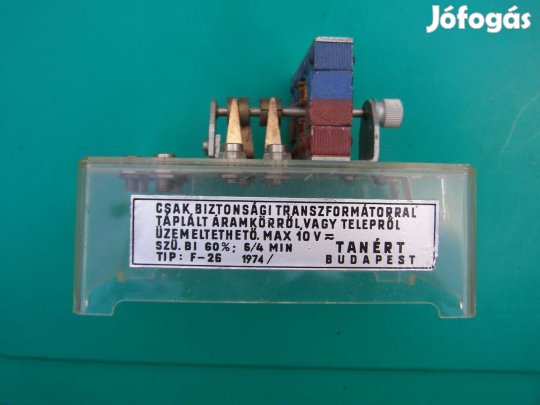 Jófogás
CSAK BIZTONSÁGI TRANSZFORMÁTORRAL
TÁPLÁLT ÁRAMKÖRRŐL, VAGY TELEPRŐL
ÜZEMELTETHETŐ. MAX 10 V ≂
SZÜ. BI 60%; 6/4 MIN TANÉRT
TIP: F-26 1974/ BUDAPEST